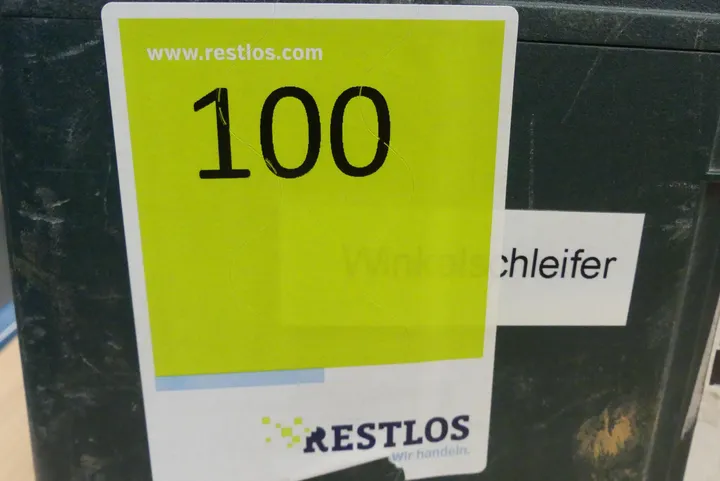 www.restlos.com
100
Winkelschleifer
RESTLOS
Wir handeln.